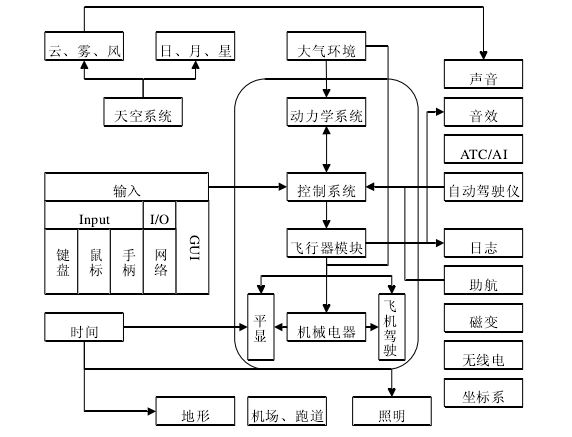 云、雾、风
日、月、星
大气环境
声音
天空系统
动力学系统
音效
ATC/AI
输入
控制系统
自动驾驶仪
Input
I/O
GUI
键盘
鼠标
手柄
网络
飞行器模块
日志
助航
时间
平显
机械电器
飞机驾驶
磁变
无线电
坐标系
地形
机场、跑道
照明